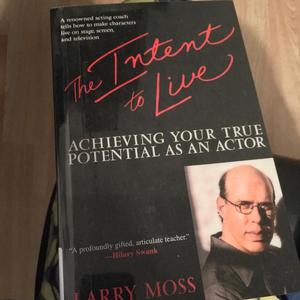 A renowned acting coach
tells how to make characters
live on stage, screen,
and television
The Intent
to Live
ACHIEVING YOUR TRUE
POTENTIAL AS AN ACTOR
"A profoundly gifted, articulate teacher."
—Hilary Swank
LARRY MOSS